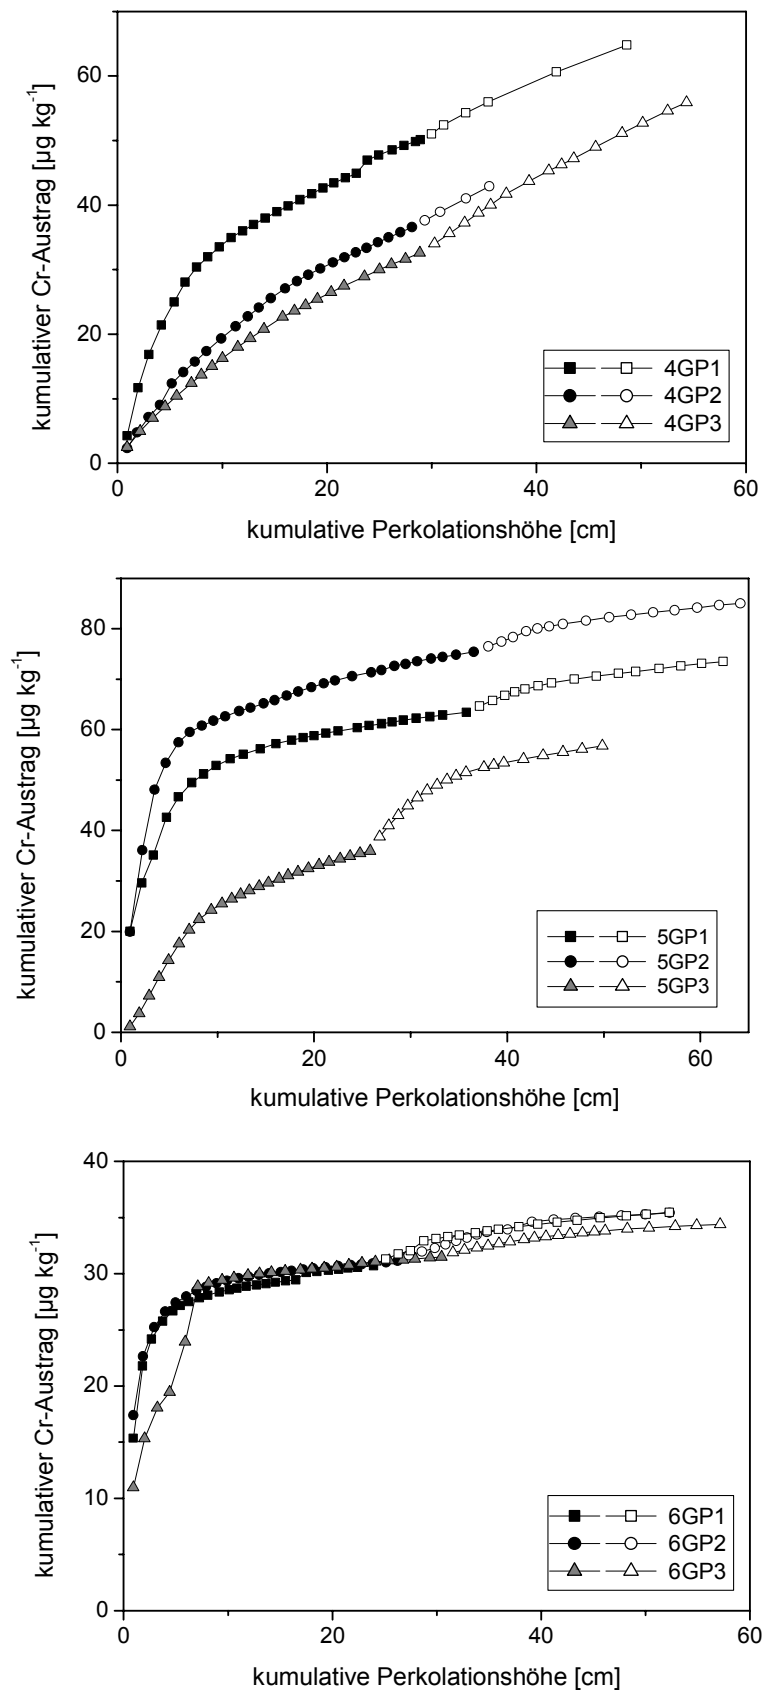 kumulativer Cr-Austrag [µg kg⁻¹]
60
40
20
0
4GP1
4GP2
4GP3
0 20 40 60
kumulative Perkolationshöhe [cm]
kumulativer Cr-Austrag [µg kg⁻¹]
80
60
40
20
0
5GP1
5GP2
5GP3
0 20 40 60
kumulative Perkolationshöhe [cm]
kumulativer Cr-Austrag [µg kg⁻¹]
40
30
20
10
0
6GP1
6GP2
6GP3
0 20 40 60
kumulative Perkolationshöhe [cm]